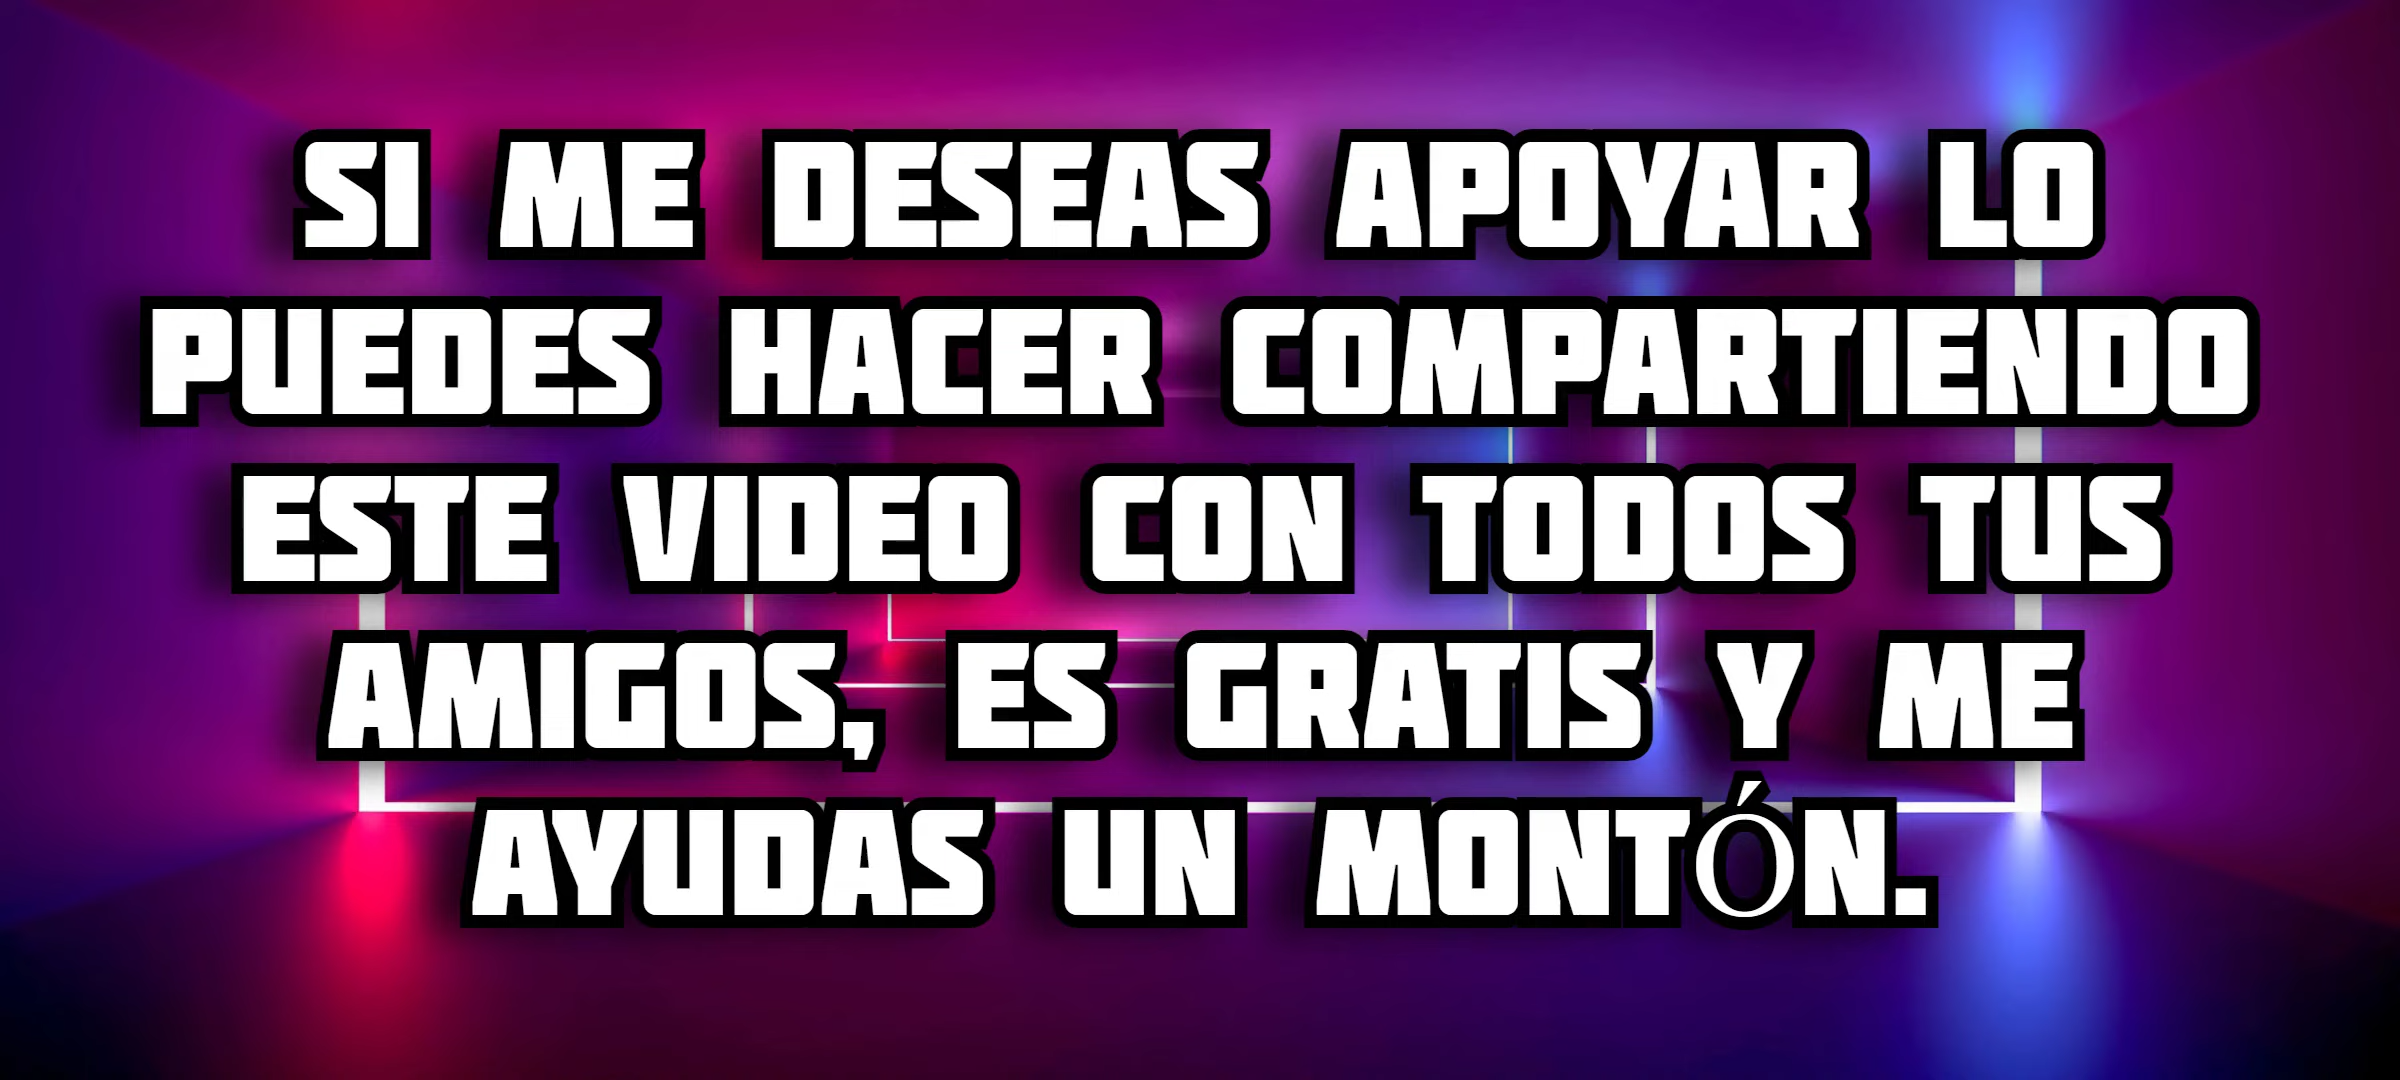 SI ME DESEAS APOYAR LO
PUEDES HACER COMPARTIENDO
ESTE VIDEO CON TODOS TUS
AMIGOS, ES GRATIS Y ME
AYUDAS UN MONTÓN.